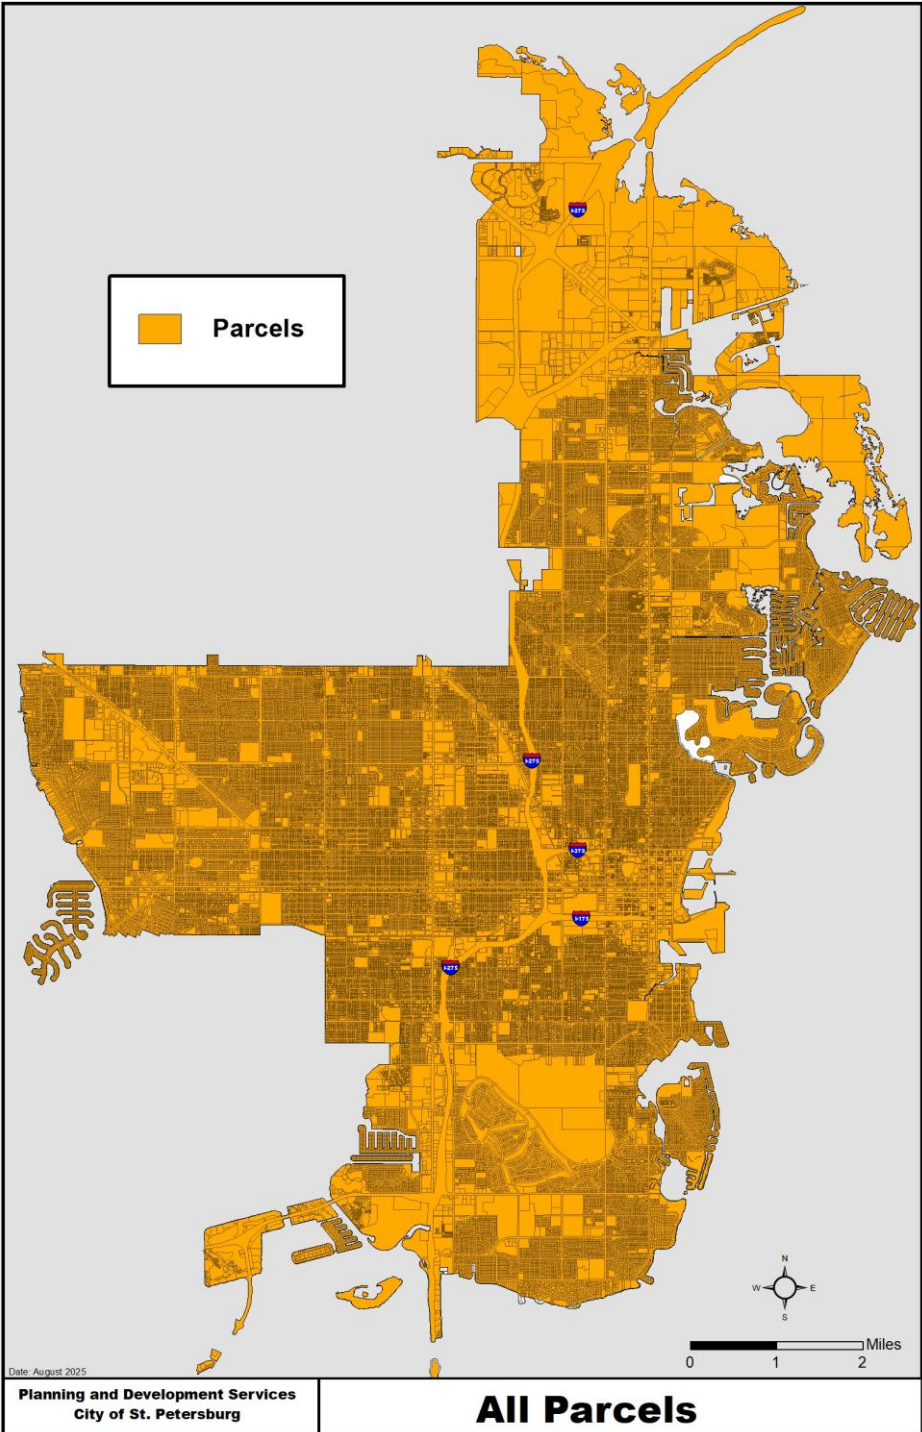 I-275
Parcels
I-275
I-375
I-175
I-275
N
W E
S
Miles
0 1 2
Date: August 2025
Planning and Development Services
City of St. Petersburg
All Parcels